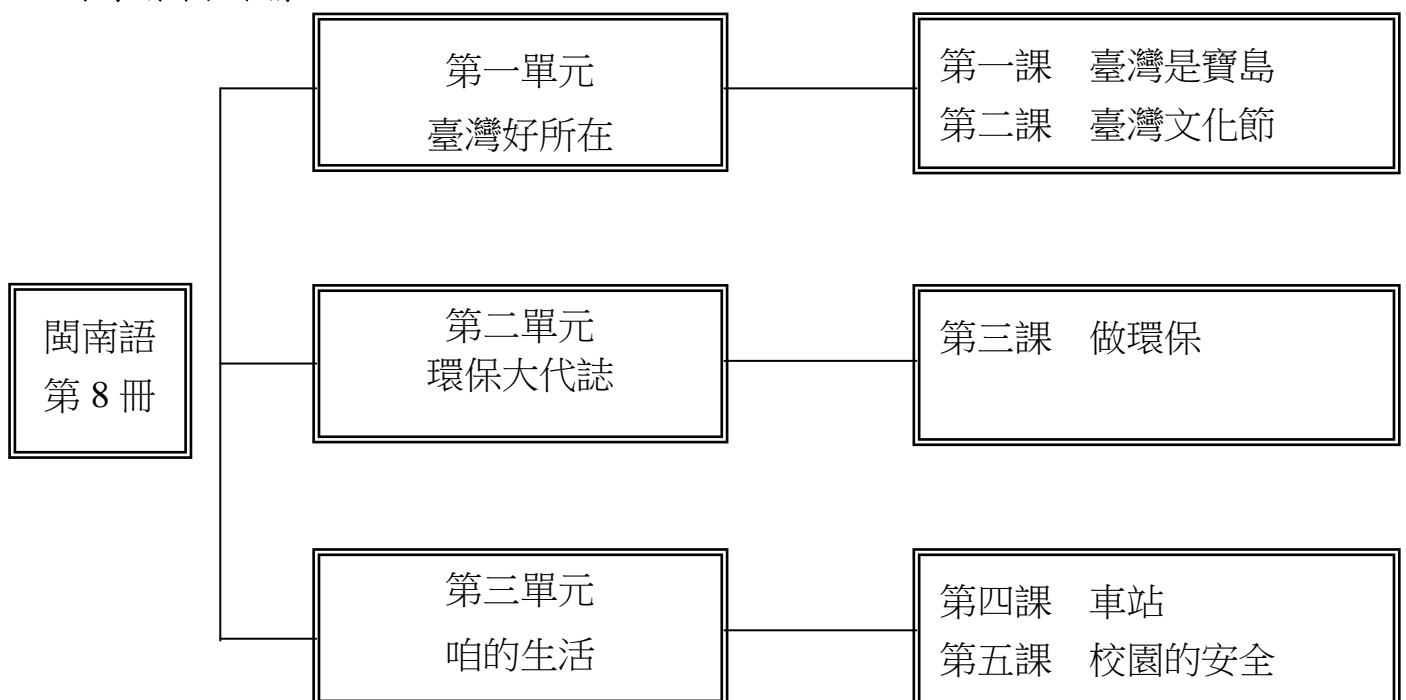 閩南語
第 8 冊
第一單元
臺灣好所在
第一課 臺灣是寶島
第二課 臺灣文化節
第二單元
環保大代誌
第三課 做環保
第三單元
咱的生活
第四課 車站
第五課 校園的安全